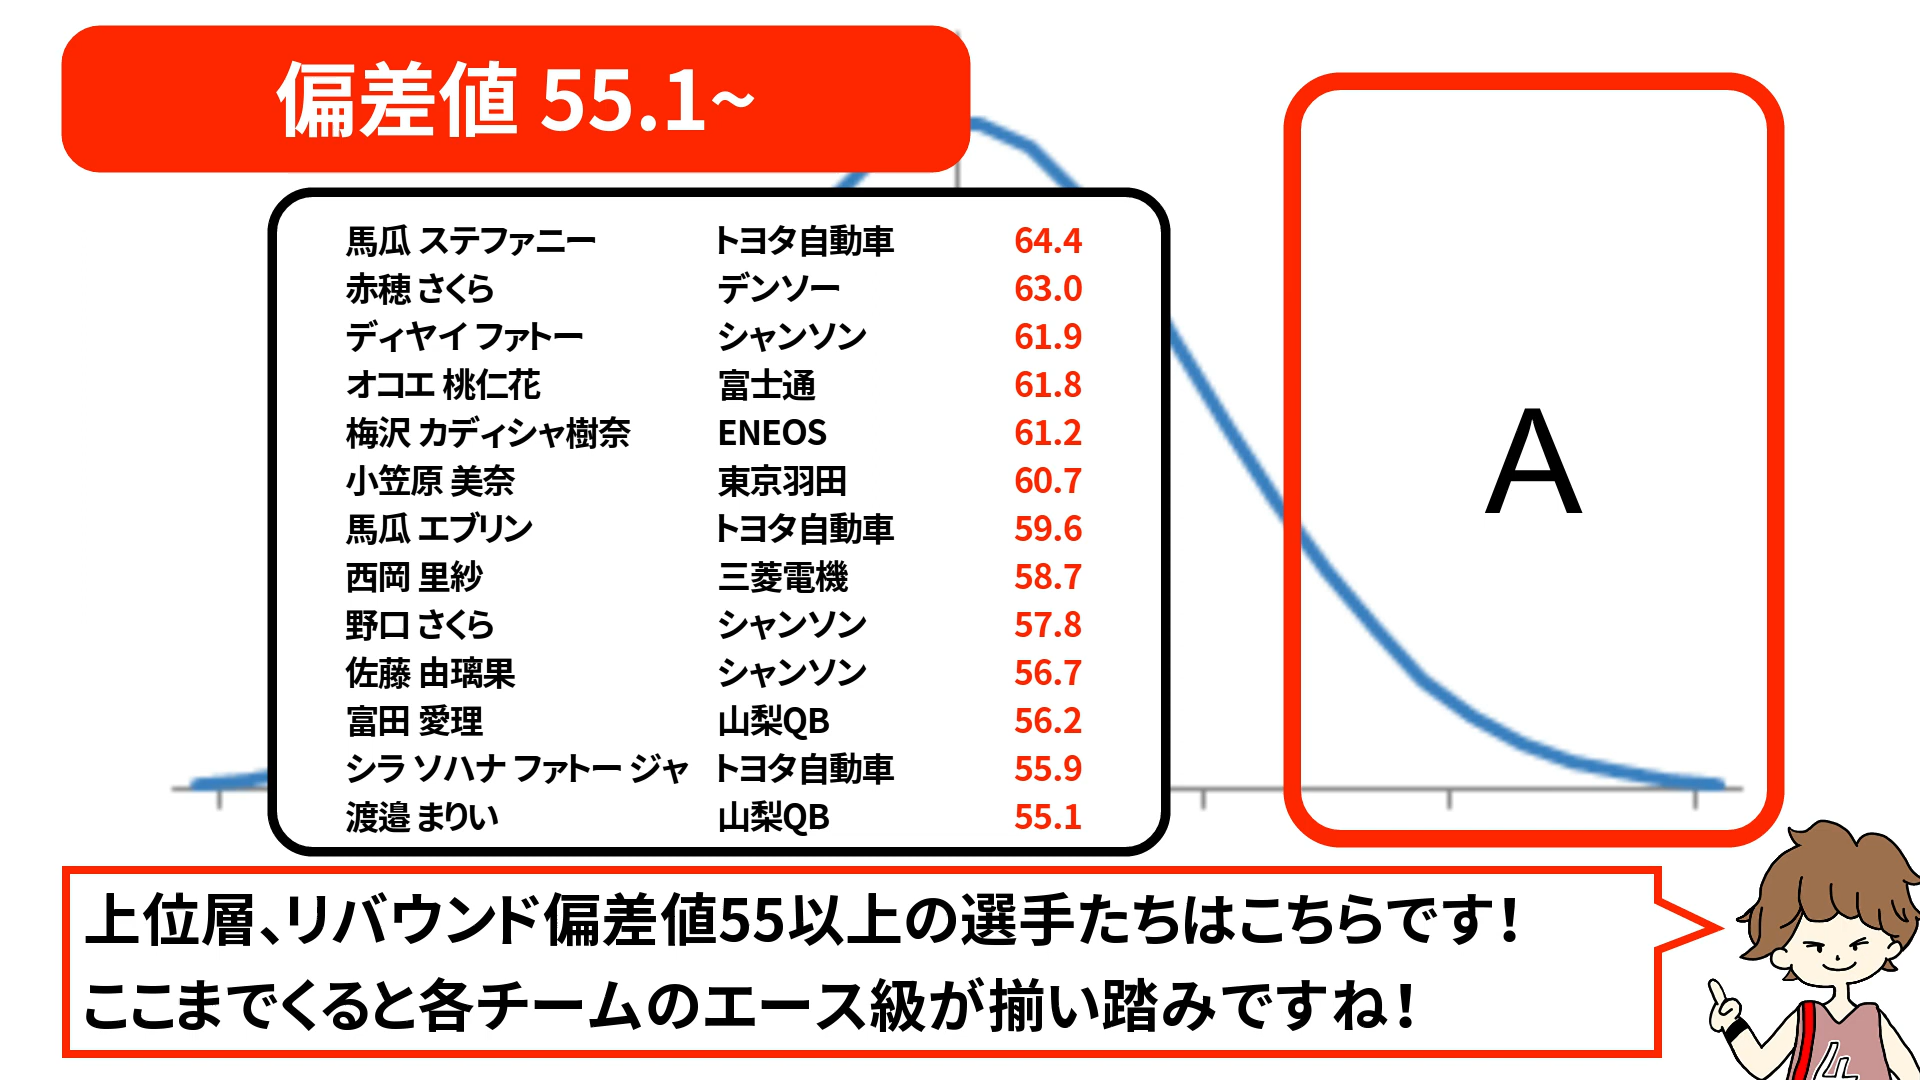 偏差値 55.1~
馬瓜 ステファニー トヨタ自動車 64.4
赤穂 さくら デンソー 63.0
ディヤイ ファトー シャンソン 61.9
オコエ 桃仁花 富士通 61.8
梅沢 カディシャ樹奈 ENEOS 61.2
小笠原 美奈 東京羽田 60.7
馬瓜 エブリン トヨタ自動車 59.6
西岡 里紗 三菱電機 58.7
野口 さくら シャンソン 57.8
佐藤 由璃果 シャンソン 56.7
富田 愛理 山梨QB 56.2
シラ ソハナ ファトー ジャ トヨタ自動車 55.9
渡邉 まりい 山梨QB 55.1
A
上位層、リバウンド偏差値55以上の選手たちはこちらです!
ここまでくると各チームのエース級が揃い踏みですね!
4